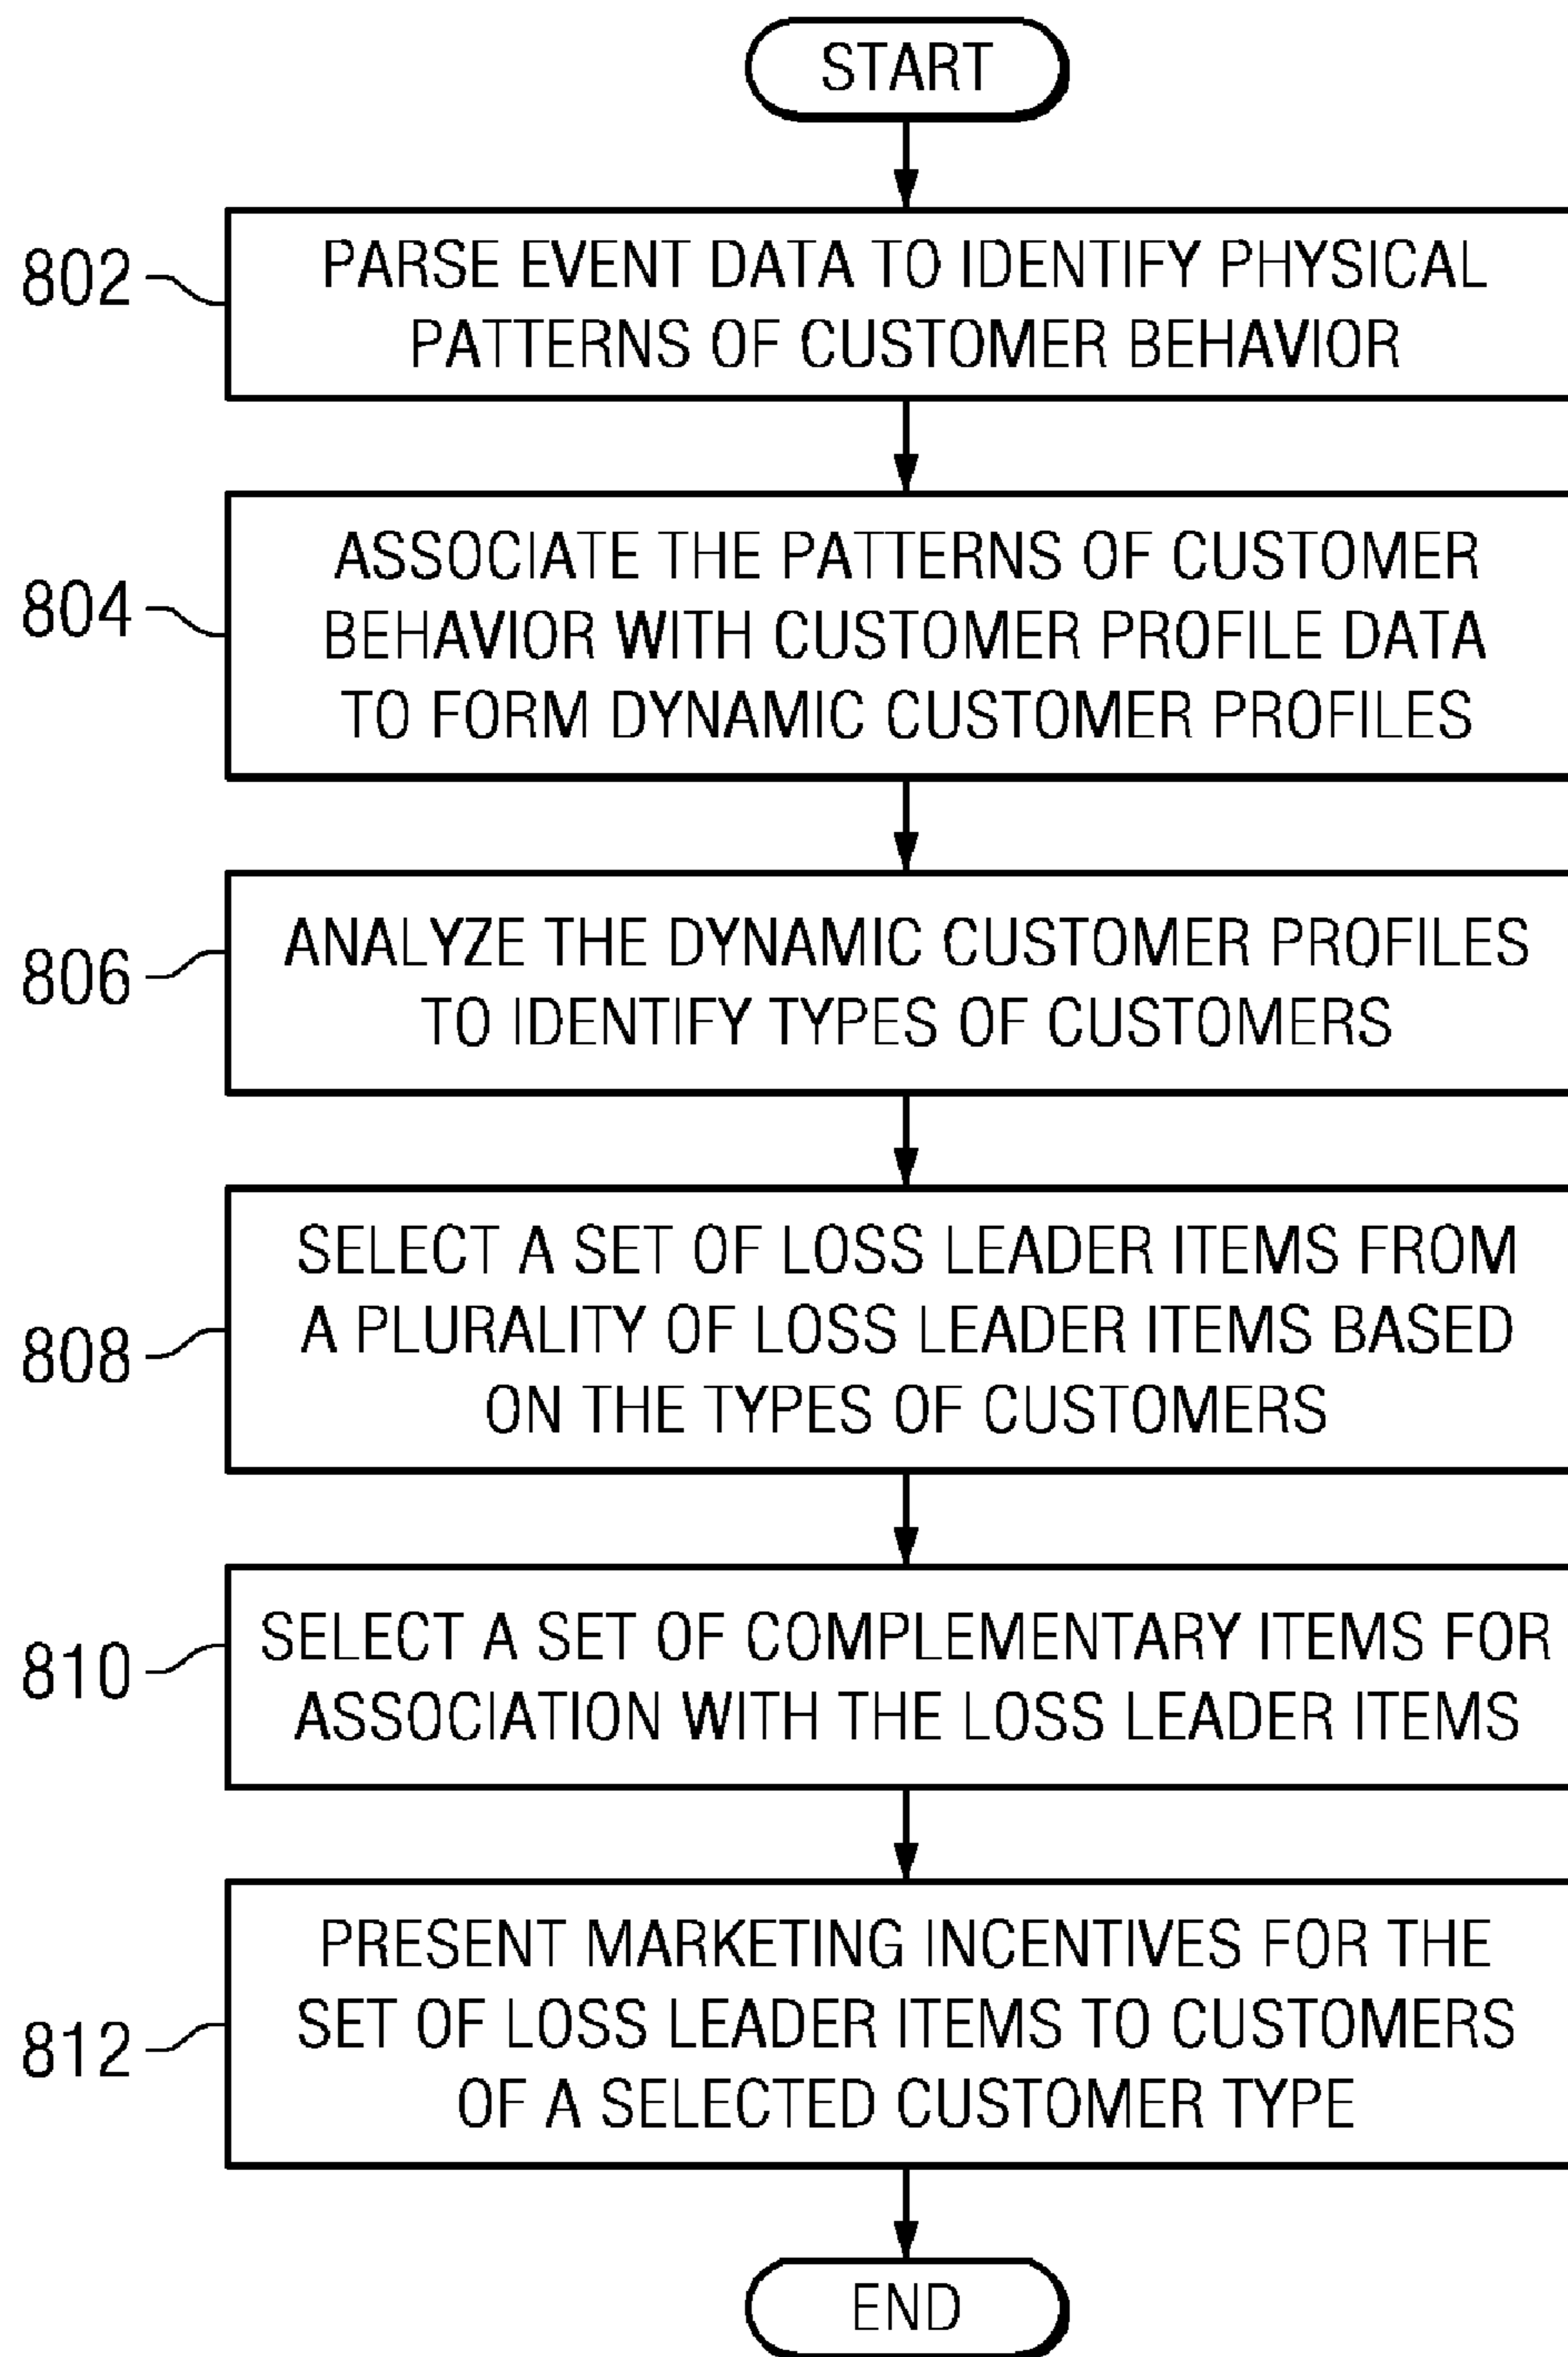 START
802
PARSE EVENT DATA TO IDENTIFY PHYSICAL
PATTERNS OF CUSTOMER BEHAVIOR
804
ASSOCIATE THE PATTERNS OF CUSTOMER
BEHAVIOR WITH CUSTOMER PROFILE DATA
TO FORM DYNAMIC CUSTOMER PROFILES
806
ANALYZE THE DYNAMIC CUSTOMER PROFILES
TO IDENTIFY TYPES OF CUSTOMERS
808
SELECT A SET OF LOSS LEADER ITEMS FROM
A PLURALITY OF LOSS LEADER ITEMS BASED
ON THE TYPES OF CUSTOMERS
810
SELECT A SET OF COMPLEMENTARY ITEMS FOR
ASSOCIATION WITH THE LOSS LEADER ITEMS
812
PRESENT MARKETING INCENTIVES FOR THE
SET OF LOSS LEADER ITEMS TO CUSTOMERS
OF A SELECTED CUSTOMER TYPE
END